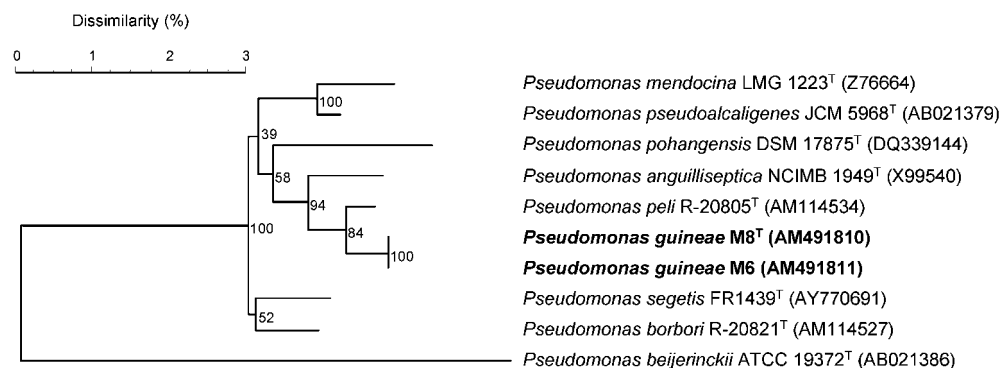 Dissimilarity (%)
0 1 2 3
Pseudomonas mendocina LMG 1223ᵀ (Z76664)
100
Pseudomonas pseudoalcaligenes JCM 5968ᵀ (AB021379)
39
Pseudomonas pohangensis DSM 17875ᵀ (DQ339144)
58
Pseudomonas anguilliseptica NCIMB 1949ᵀ (X99540)
94
Pseudomonas peli R-20805ᵀ (AM114534)
100
84
Pseudomonas guineae M8ᵀ (AM491810)
100
Pseudomonas guineae M6 (AM491811)
Pseudomonas segetis FR1439ᵀ (AY770691)
52
Pseudomonas borbori R-20821ᵀ (AM114527)
Pseudomonas beijerinckii ATCC 19372ᵀ (AB021386)